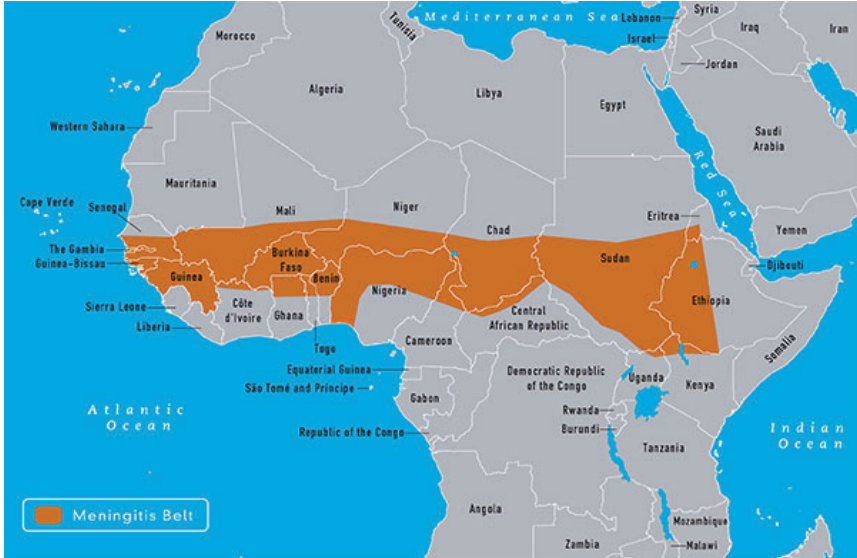 Mediterranean Sea
Lebanon
Syria
Tunisia
Morocco
Israel
Iraq
Iran
Jordan
Algeria
Libya
Egypt
Western Sahara
Saudi
Arabia
Red Sea
Mauritania
Cape Verde
Senegal
Mali
Niger
Chad
Eritrea
Yemen
The Gambia
Guinea-Bissau
Burkina
Faso
Sudan
Djibouti
Guinea
Benin
Nigeria
Ethiopia
Sierra Leone
Côte
d'Ivoire
Ghana
Central
African Republic
Liberia
Togo
Cameroon
Somalia
Equatorial Guinea
Democratic Republic
of the Congo
Uganda
Kenya
São Tomé and Príncipe
Gabon
Atlantic
Ocean
Rwanda
Republic of the Congo
Burundi
Indian
Ocean
Tanzania
Angola
Meningitis Belt
Mozambique
Zambia
Malawi